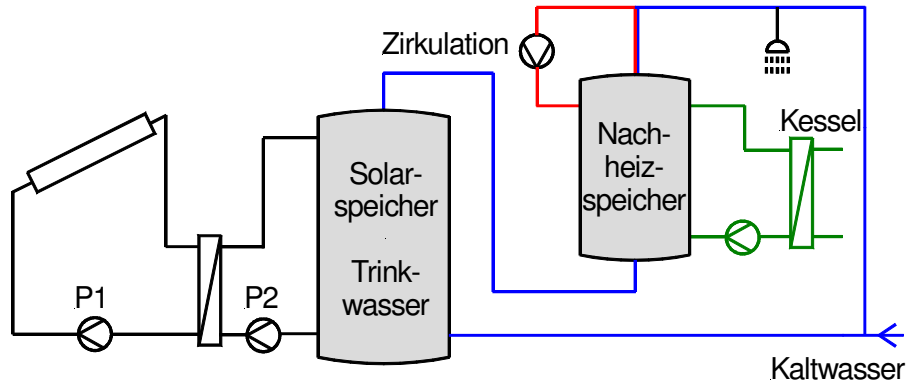 Zirkulation
Kessel
Nach-
heiz-
speicher
Solar-
speicher
Trink-
wasser
P1
P2
Kaltwasser